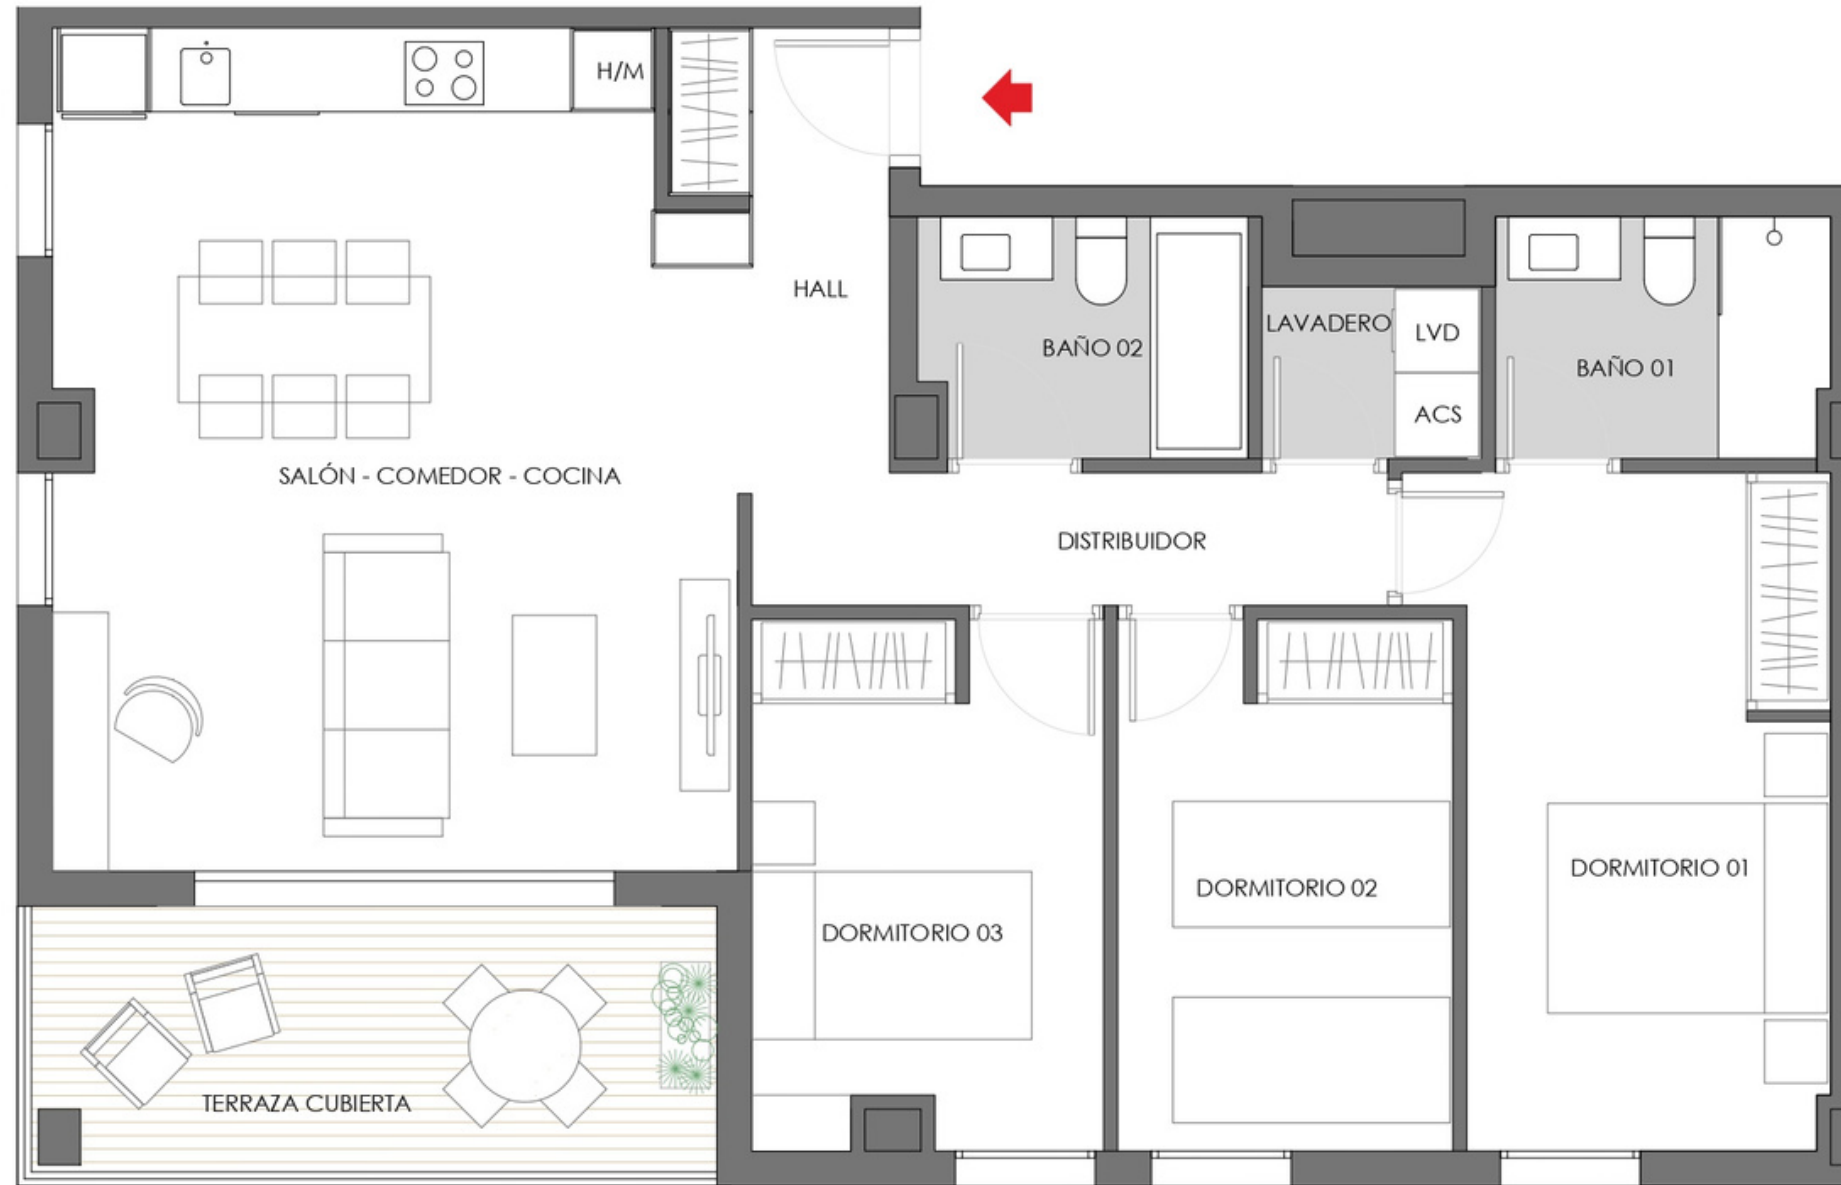 H/M
HALL
LAVADERO
LVD
BAÑO 02
BAÑO 01
ACS
SALÓN - COMEDOR - COCINA
DISTRIBUIDOR
DORMITORIO 01
DORMITORIO 02
DORMITORIO 03
TERRAZA CUBIERTA